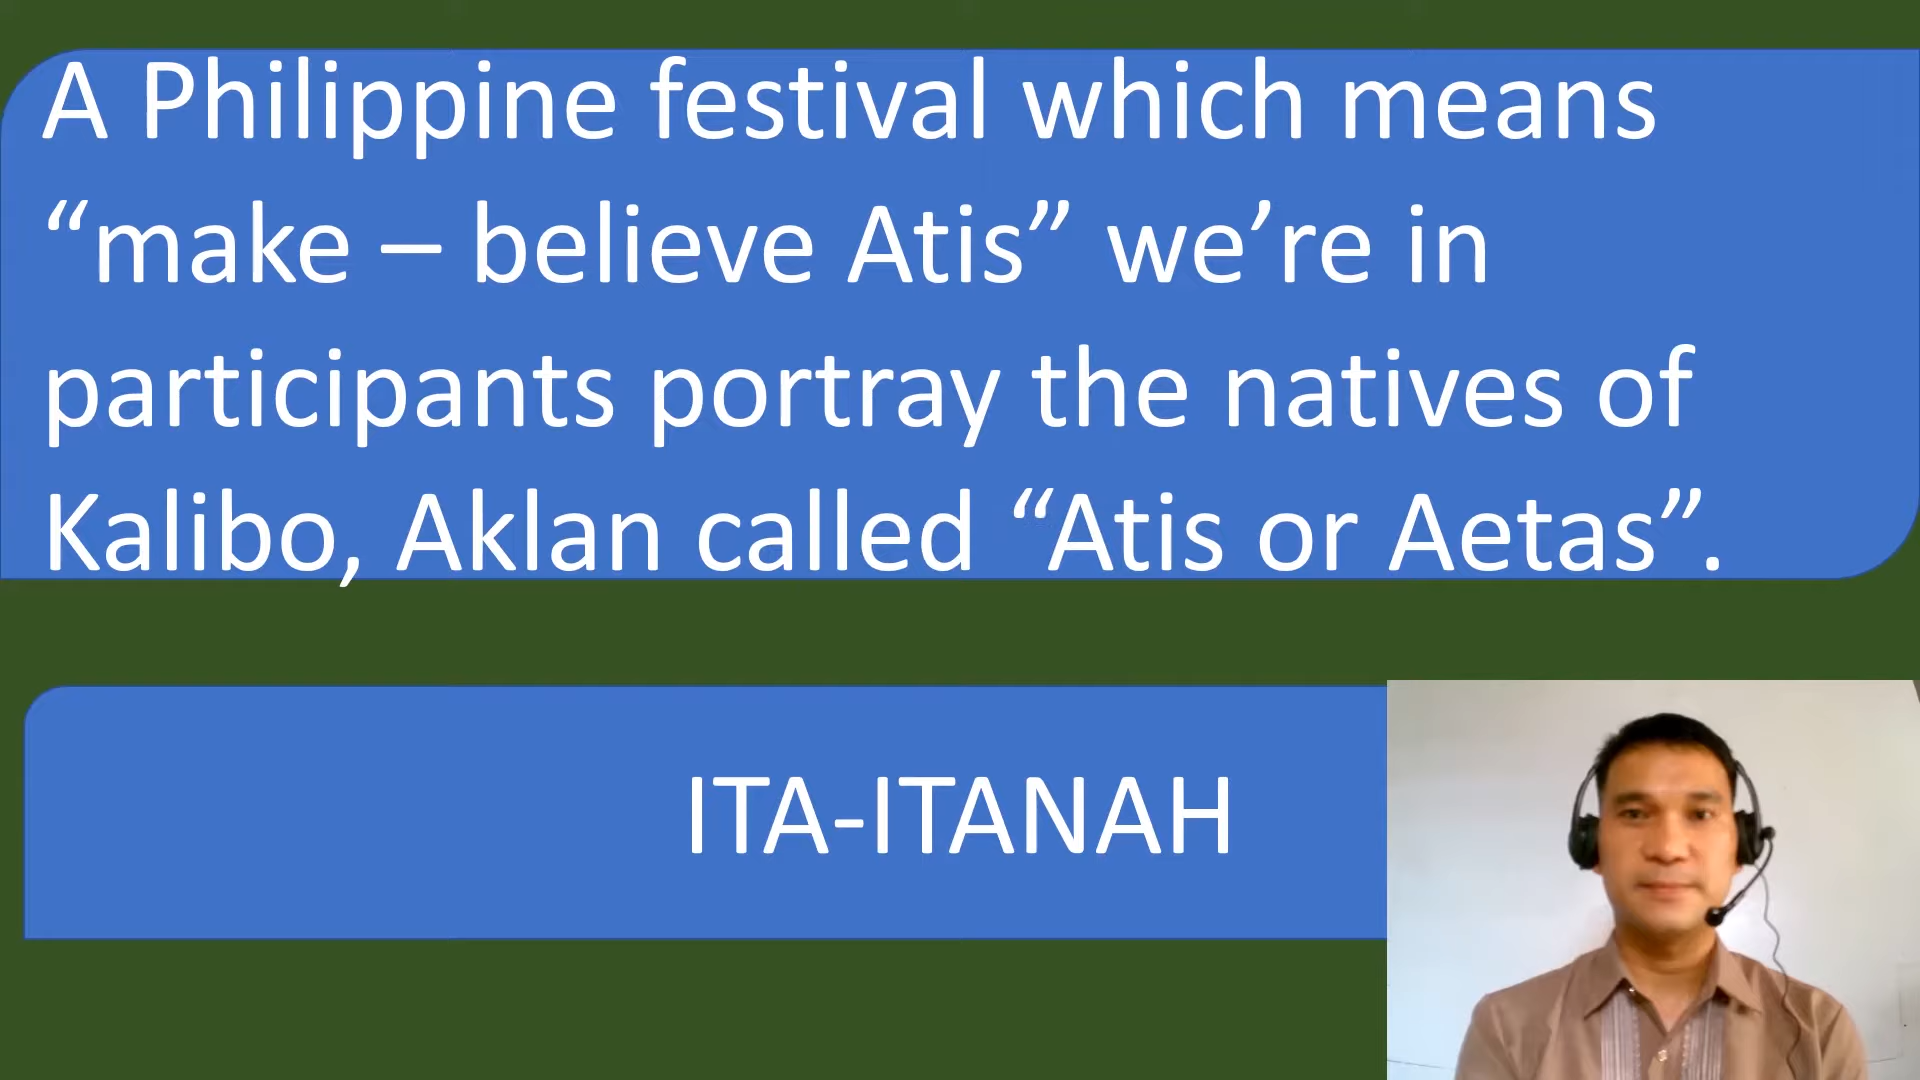 A Philippine festival which means
“make – believe Atis” we’re in
participants portray the natives of
Kalibo, Aklan called “Atis or Aetas”.
ITA-ITANAH